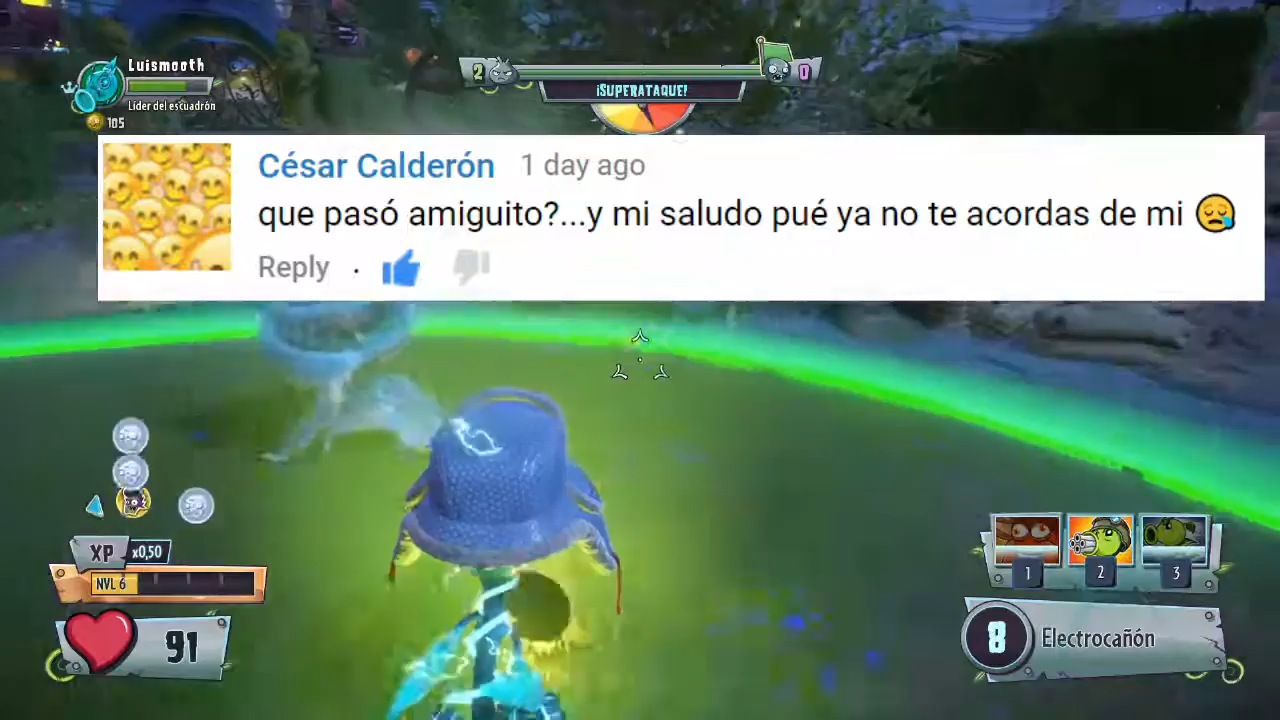 Luismooth
Líder del escuadrón
105
2
0
¡SUPERATAQUE!
César Calderón 1 day ago
que pasó amiguito?...y mi saludo pué ya no te acordas de mi 😢
Reply ·
XP x0,50
NVL 6
91
1 2 3
8 Electrocañón